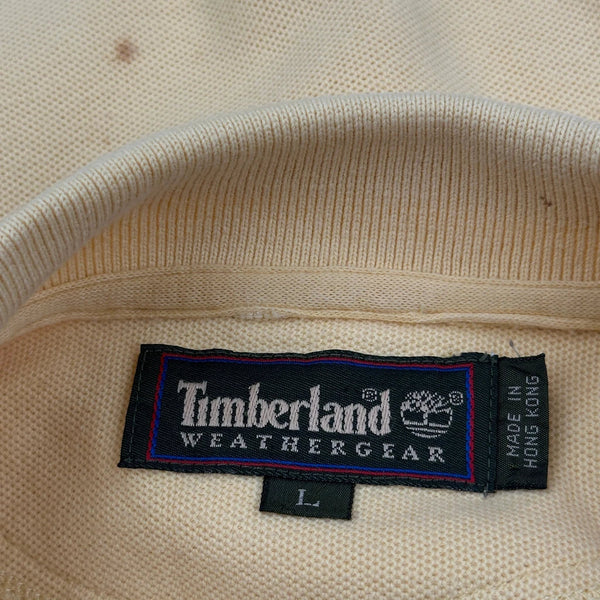 Timberland®
®
WEATHERGEAR
MADE IN
HONG KONG
L